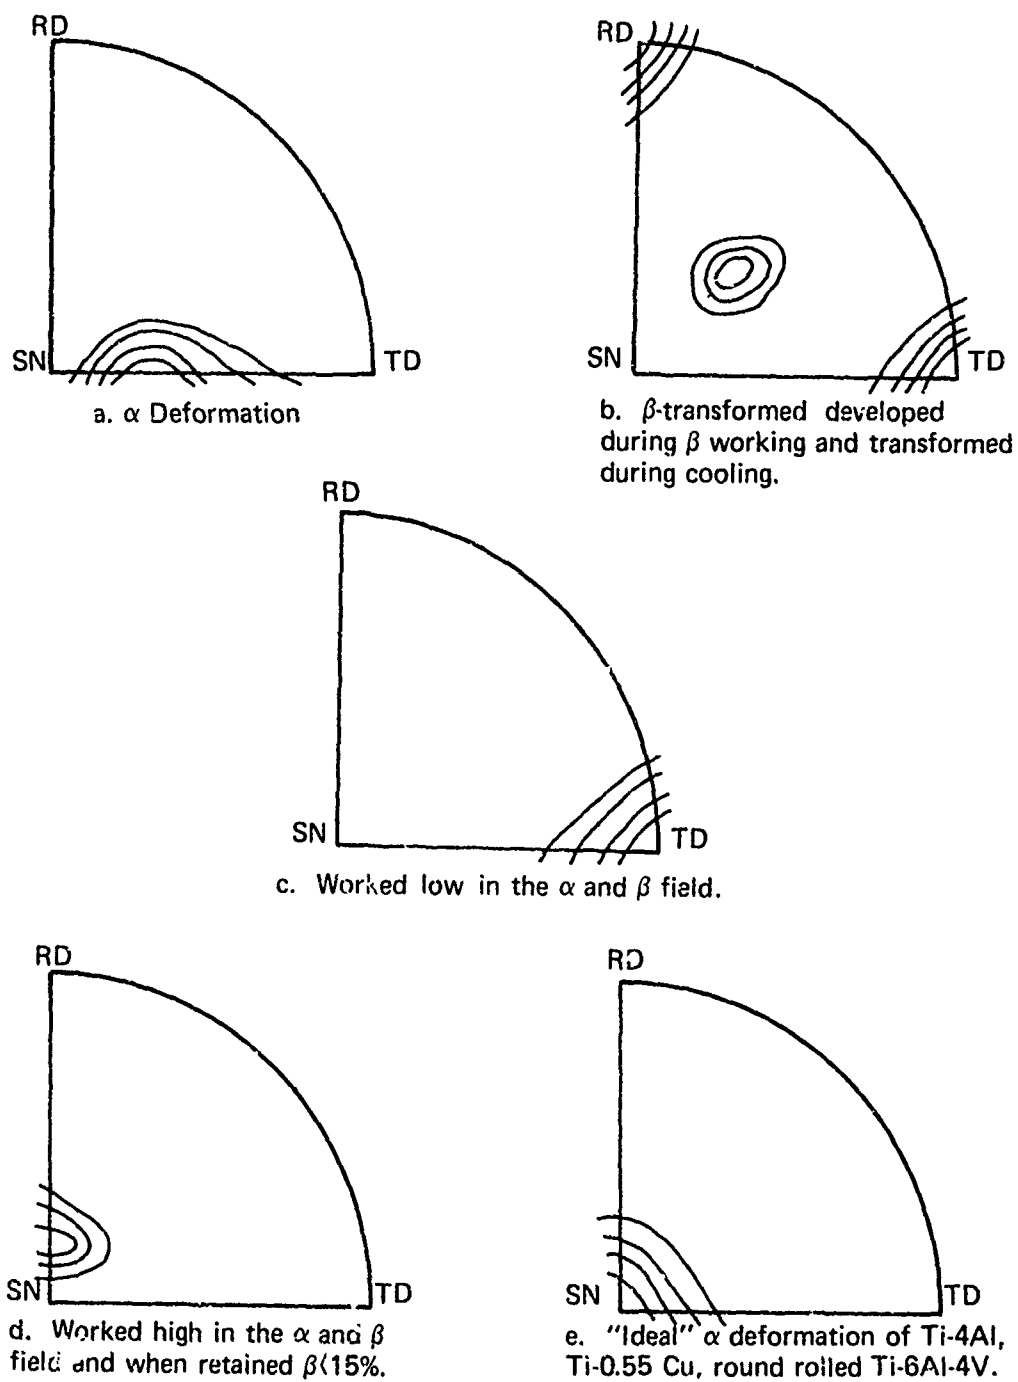 RD
SN
TD
a. α Deformation
RD
SN
TD
b. β-transformed developed
during β working and transformed
during cooling.
RD
SN
TD
c. Worked low in the α and β field.
RD
SN
TD
d. Worked high in the α and β
field and when retained β<15%.
RD
SN
TD
e. "Ideal" α deformation of Ti-4Al,
Ti-0.55 Cu, round rolled Ti-6Al-4V.